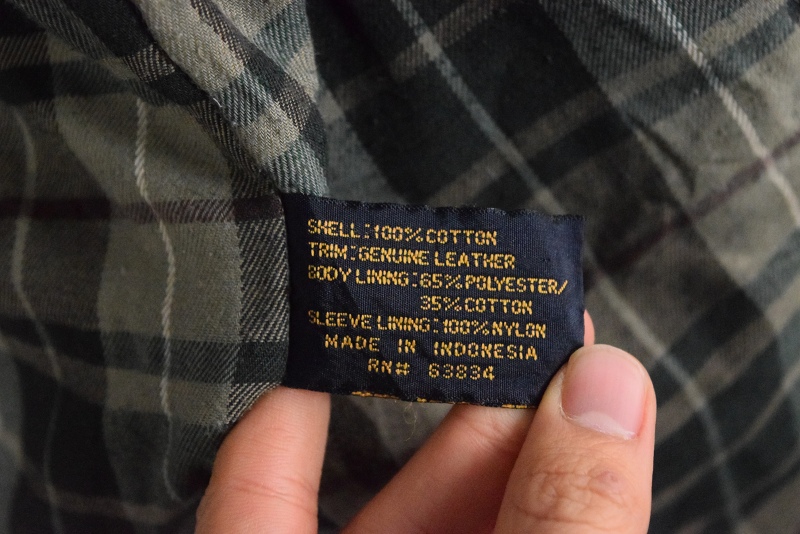 SHELL:100%COTTON
TRIM:GENUINE LEATHER
BODY LINING:65%POLYESTER/
35%COTTON
SLEEVE LINING:100%NYLON
MADE IN INDONESIA
RN# 63834